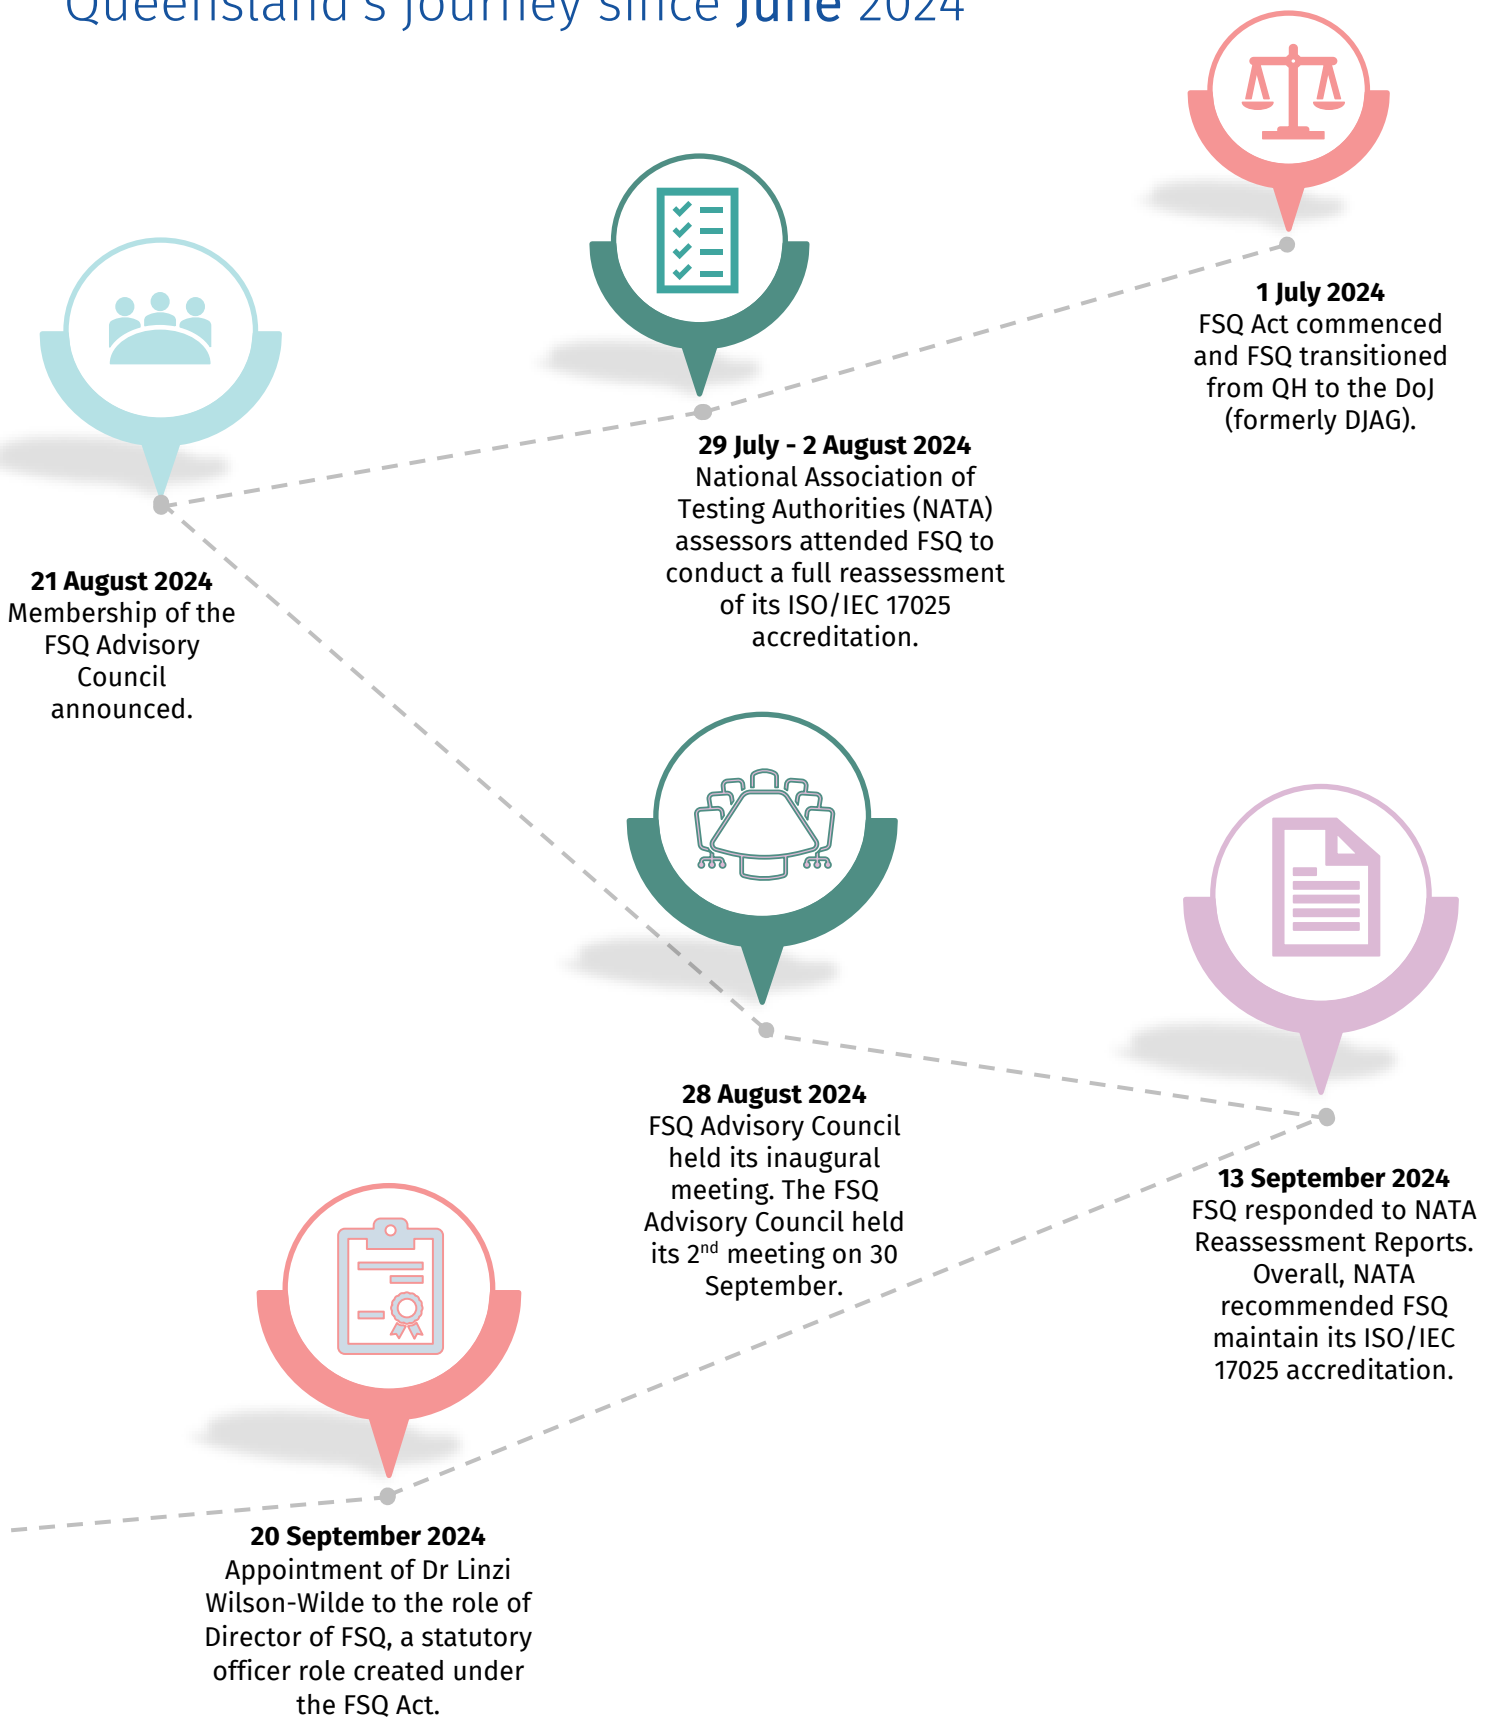 Queensland's journey since June 2024
1 July 2024
FSQ Act commenced
and FSQ transitioned
from QH to the DoJ
(formerly DJAG).
29 July - 2 August 2024
National Association of
Testing Authorities (NATA)
assessors attended FSQ to
conduct a full reassessment
of its ISO/IEC 17025
accreditation.
21 August 2024
Membership of the
FSQ Advisory
Council
announced.
28 August 2024
FSQ Advisory Council
held its inaugural
meeting. The FSQ
Advisory Council held
its 2nd meeting on 30
September.
13 September 2024
FSQ responded to NATA
Reassessment Reports.
Overall, NATA
recommended FSQ
maintain its ISO/IEC
17025 accreditation.
20 September 2024
Appointment of Dr Linzi
Wilson-Wilde to the role of
Director of FSQ, a statutory
officer role created under
the FSQ Act.